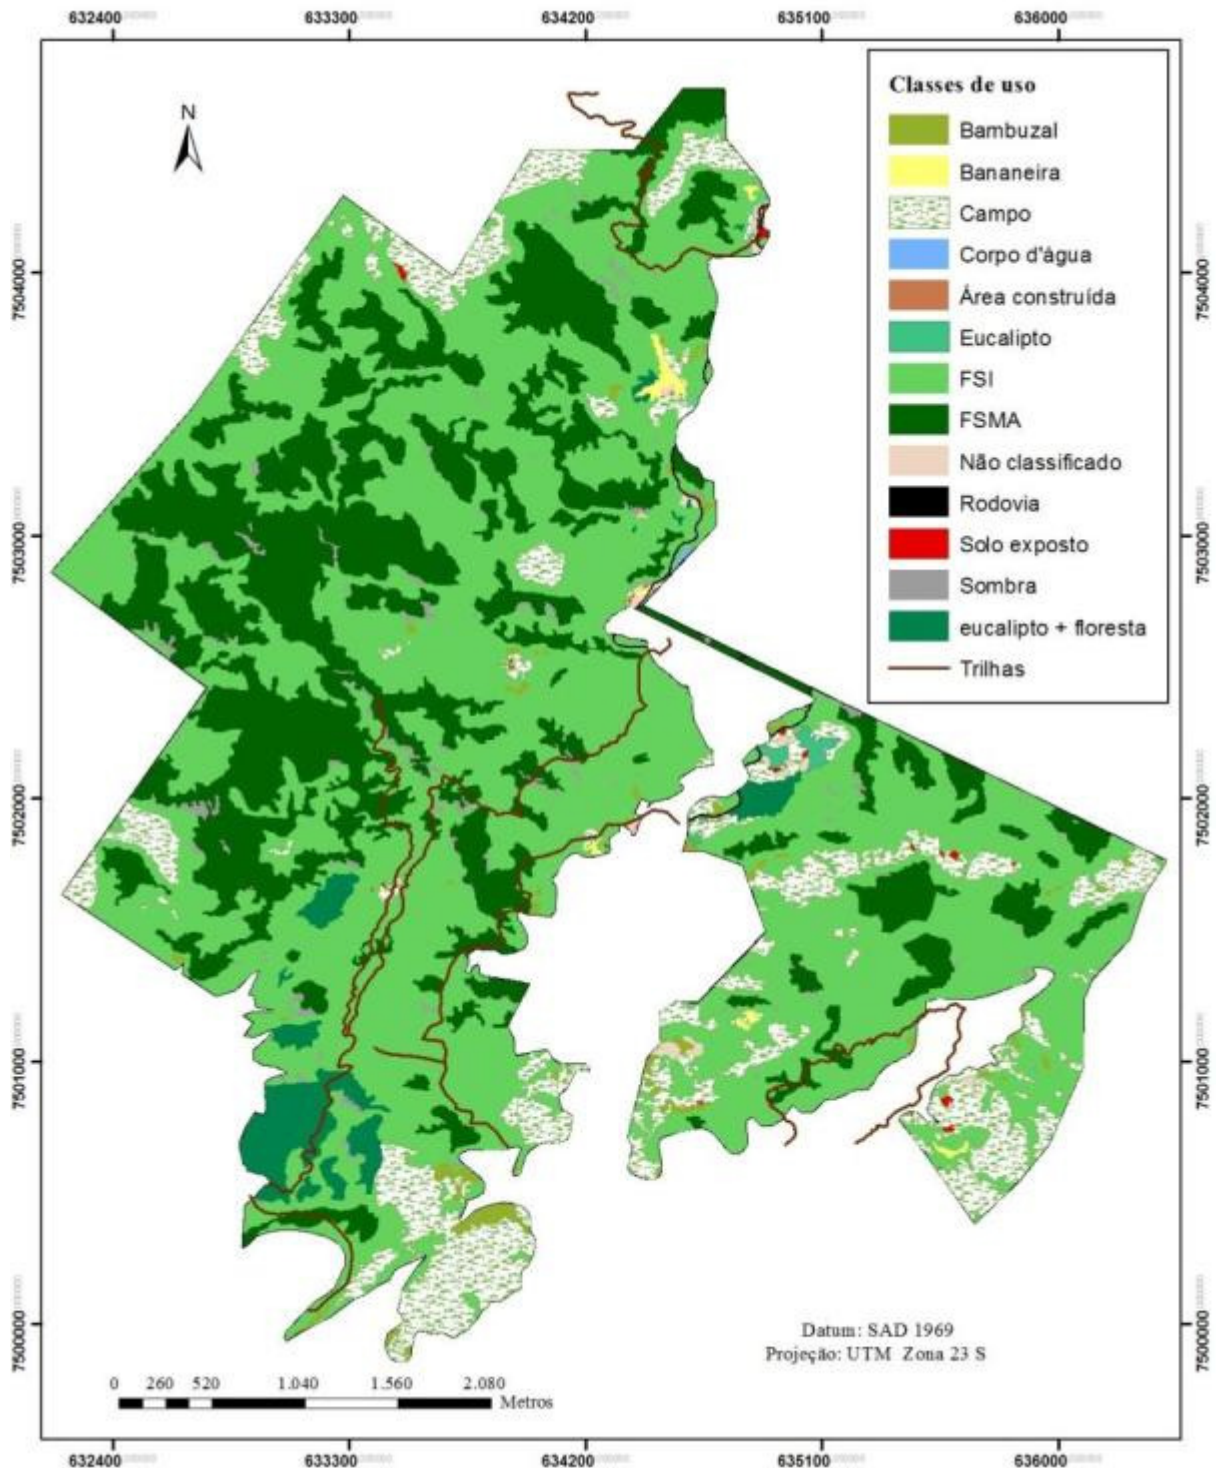 632400 633300 634200 635100 636000
N
Classes de uso
Bambuzal
Bananeira
Campo
Corpo d'água
Área construída
Eucalipto
FSI
FSMA
Não classificado
Rodovia
Solo exposto
Sombra
eucalipto + floresta
Trilhas
7504000 7504000
7503000 7503000
7502000 7502000
7501000 7501000
7500000 7500000
Datum: SAD 1969
Projeção: UTM Zona 23 S
0 260 520 1.040 1.560 2.080
Metros
632400 633300 634200 635100 636000